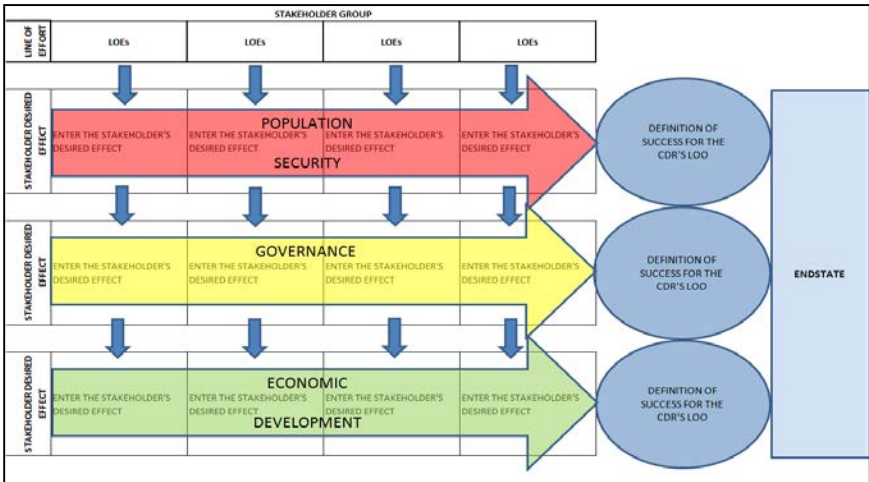 STAKEHOLDER GROUP
LINE OF
EFFORT
LOEs
LOEs
LOEs
LOEs
STAKEHOLDER DESIRED
EFFECT
POPULATION
ENTER THE STAKEHOLDER'S
DESIRED EFFECT
ENTER THE STAKEHOLDER'S
DESIRED EFFECT
ENTER THE STAKEHOLDER'S
DESIRED EFFECT
ENTER THE STAKEHOLDER'S
DESIRED EFFECT
SECURITY
DEFINITION OF
SUCCESS FOR THE
CDR'S LOO
STAKEHOLDER DESIRED
EFFECT
GOVERNANCE
ENTER THE STAKEHOLDER'S
DESIRED EFFECT
ENTER THE STAKEHOLDER'S
DESIRED EFFECT
ENTER THE STAKEHOLDER'S
DESIRED EFFECT
ENTER THE STAKEHOLDER'S
DESIRED EFFECT
DEFINITION OF
SUCCESS FOR THE
CDR'S LOO
ENDSTATE
STAKEHOLDER DESIRED
EFFECT
ECONOMIC
ENTER THE STAKEHOLDER'S
DESIRED EFFECT
ENTER THE STAKEHOLDER'S
DESIRED EFFECT
ENTER THE STAKEHOLDER'S
DESIRED EFFECT
ENTER THE STAKEHOLDER'S
DESIRED EFFECT
DEVELOPMENT
DEFINITION OF
SUCCESS FOR THE
CDR'S LOO